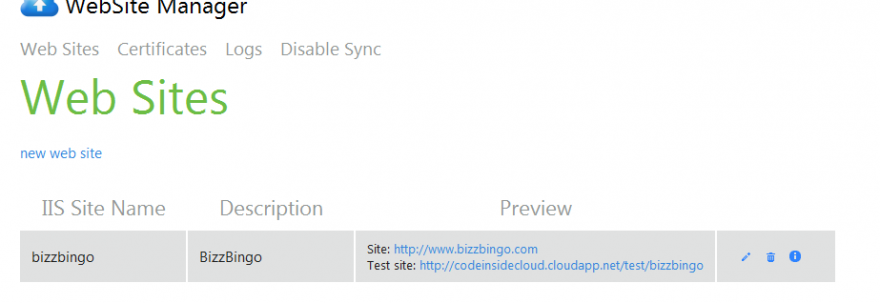 WebSite Manager
Web Sites Certificates Logs Disable Sync
Web Sites
new web site
IIS Site Name Description Preview
bizzbingo BizzBingo Site: http://www.bizzbingo.com
Test site: http://codeinsidecloud.cloudapp.net/test/bizzbingo